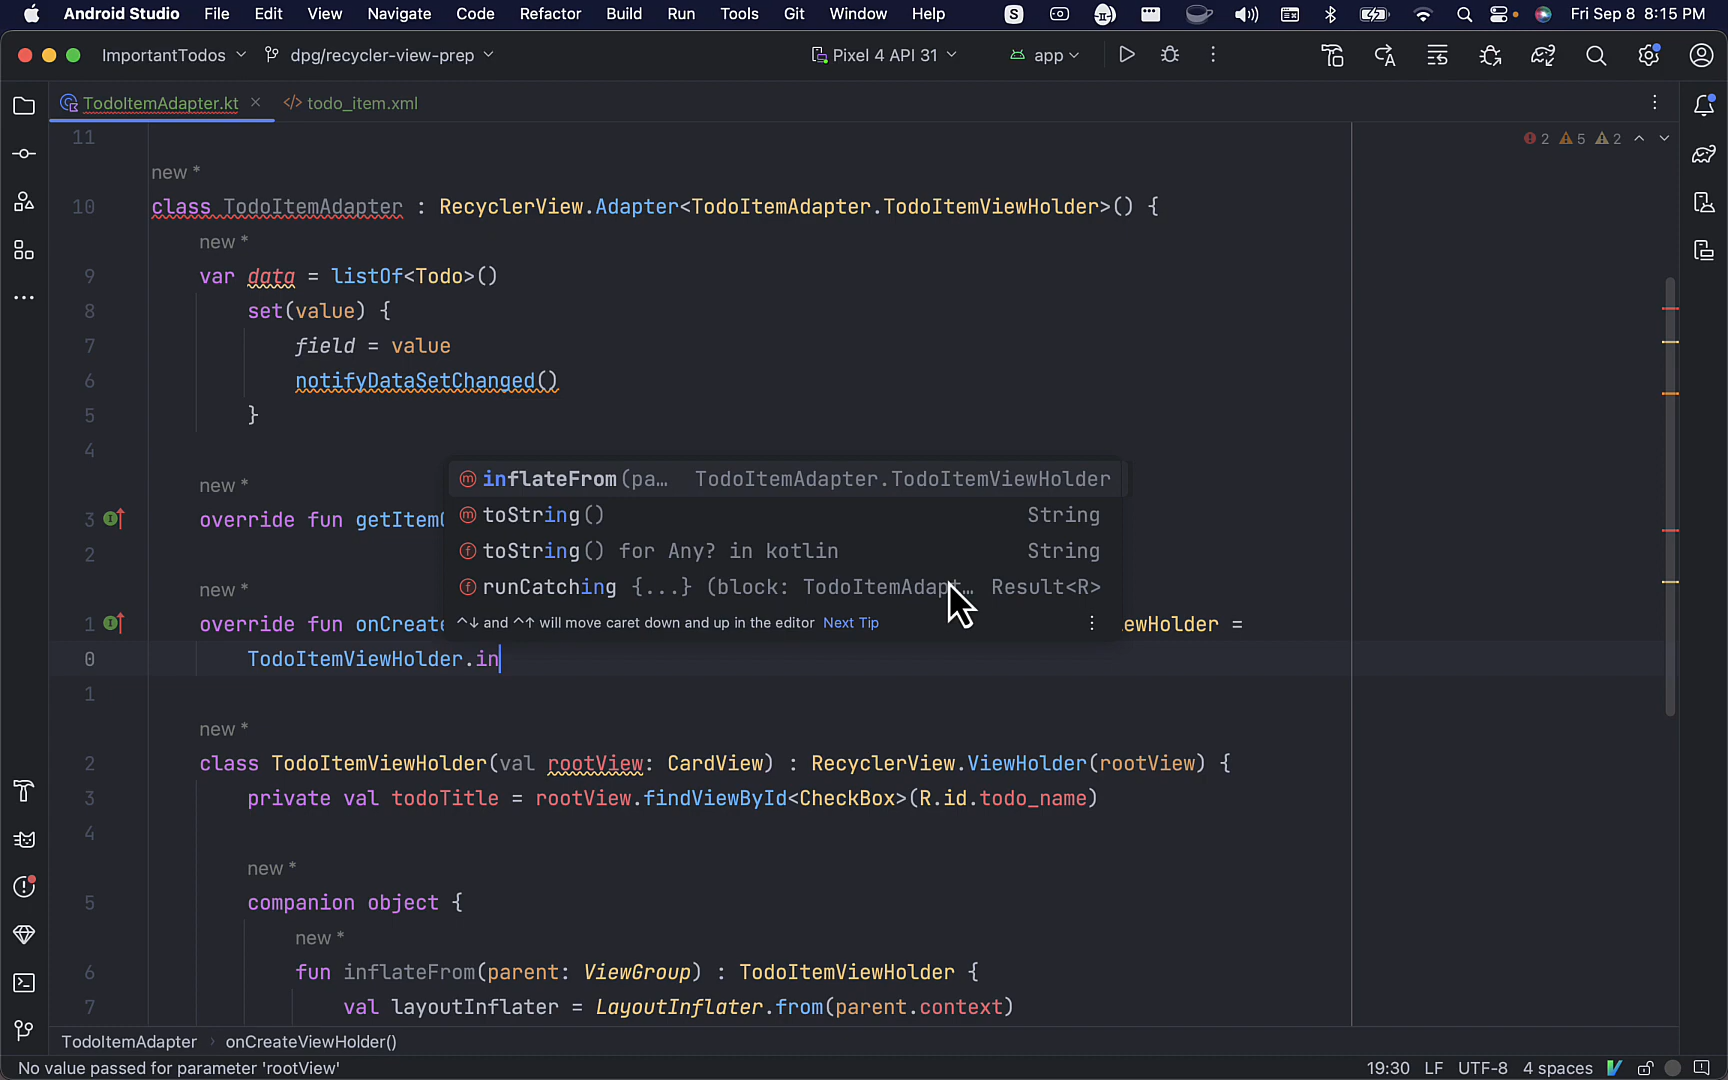 Android Studio File Edit View Navigate Code Refactor Build Run Tools Git Window Help S Fri Sep 8 8:15 PM
ImportantTodos dpg/recycler-view-prep Pixel 4 API 31 app
TodoItemAdapter.kt todo_item.xml
11 2 5 2
new *
10 class TodoItemAdapter : RecyclerView.Adapter<TodoItemAdapter.TodoItemViewHolder>() {
new *
9 var data = listOf<Todo>()
8 set(value) {
7 field = value
6 notifyDataSetChanged()
5 }
4
new *
3 override fun getItemC
2
new *
1 override fun onCreate ewHolder =
inflateFrom(pa... TodoItemAdapter.TodoItemViewHolder
toString() String
toString() for Any? in kotlin String
runCatching {...} (block: TodoItemAdapt... Result<R>
^↓ and ^↑ will move caret down and up in the editor Next Tip
0 TodoItemViewHolder.in
1
new *
2 class TodoItemViewHolder(val rootView: CardView) : RecyclerView.ViewHolder(rootView) {
3 private val todoTitle = rootView.findViewById<CheckBox>(R.id.todo_name)
4
new *
5 companion object {
new *
6 fun inflateFrom(parent: ViewGroup) : TodoItemViewHolder {
7 val layoutInflater = LayoutInflater.from(parent.context)
TodoItemAdapter › onCreateViewHolder()
No value passed for parameter 'rootView' 19:30 LF UTF-8 4 spaces